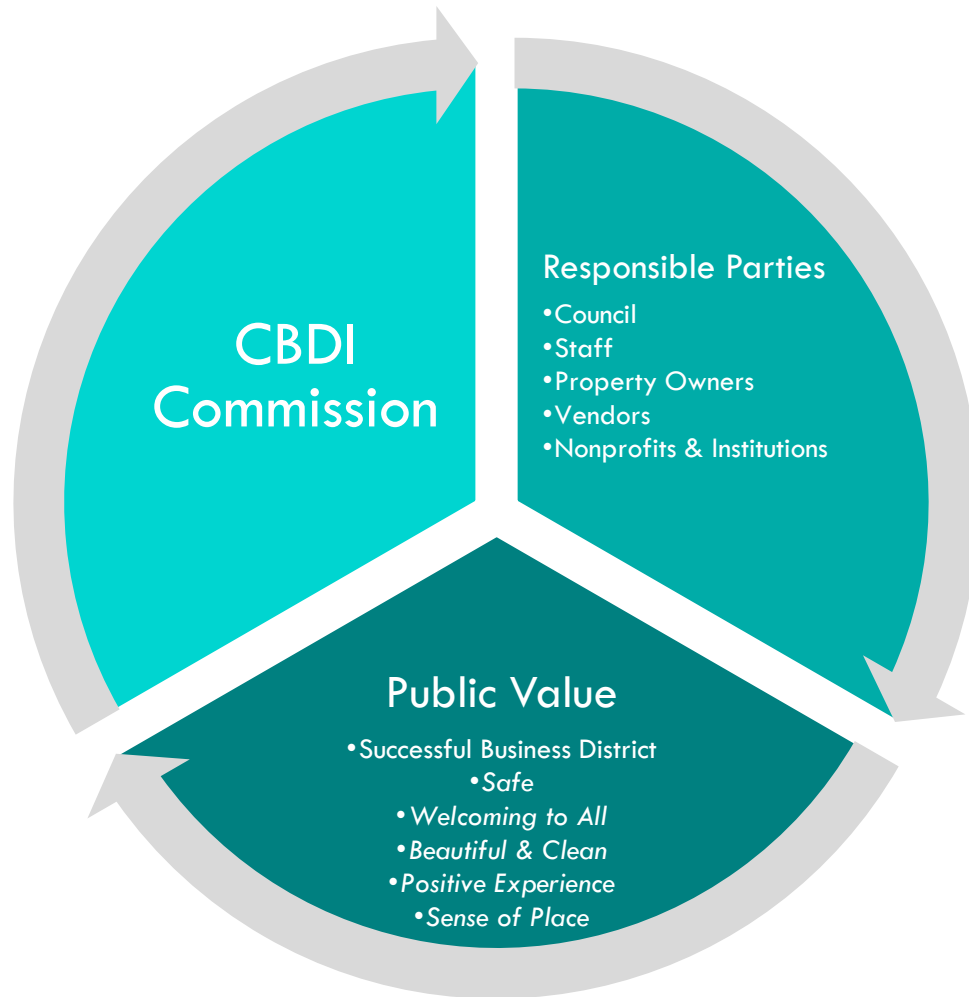 CBDI
Commission
Responsible Parties
•Council
•Staff
•Property Owners
•Vendors
•Nonprofits & Institutions
Public Value
•Successful Business District
•Safe
•Welcoming to All
•Beautiful & Clean
•Positive Experience
•Sense of Place